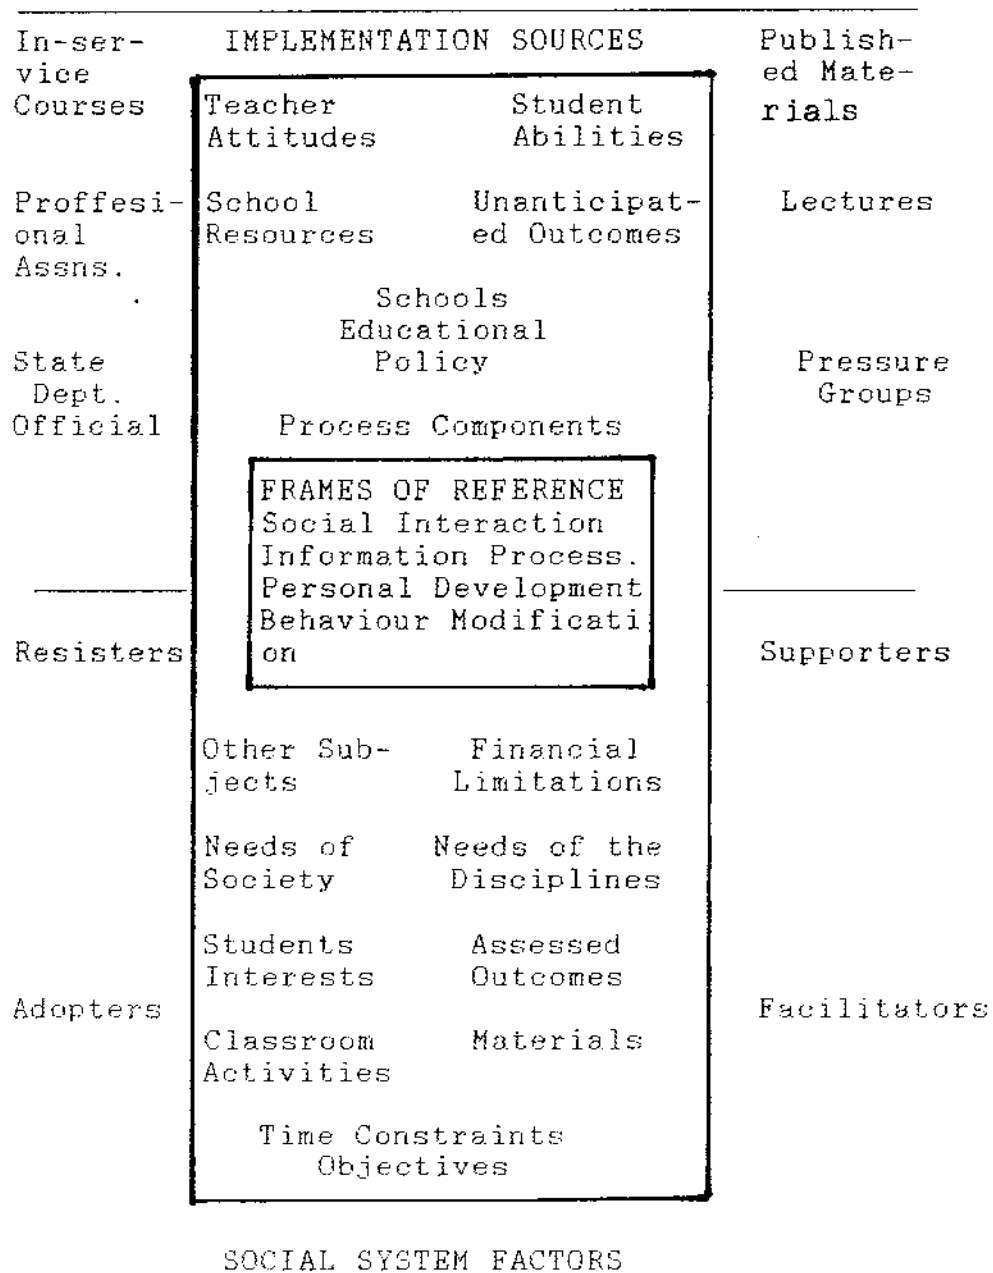 In-ser- IMPLEMENTATION SOURCES Publish-
vice ed Mate-
Courses Teacher Student rials
Attitudes Abilities
Proffesi- School Unanticipat- Lectures
onal Resources ed Outcomes
Assns.
Schools
Educational
State Policy Pressure
Dept. Groups
Official Process Components
FRAMES OF REFERENCE
Social Interaction
Information Process.
Personal Development
Behaviour Modificati
Resisters on Supporters
Other Sub- Financial
jects Limitations
Needs of Needs of the
Society Disciplines
Students Assessed
Interests Outcomes
Adopters Facilitators
Classroom Materials
Activities
Time Constraints
Objectives
SOCIAL SYSTEM FACTORS